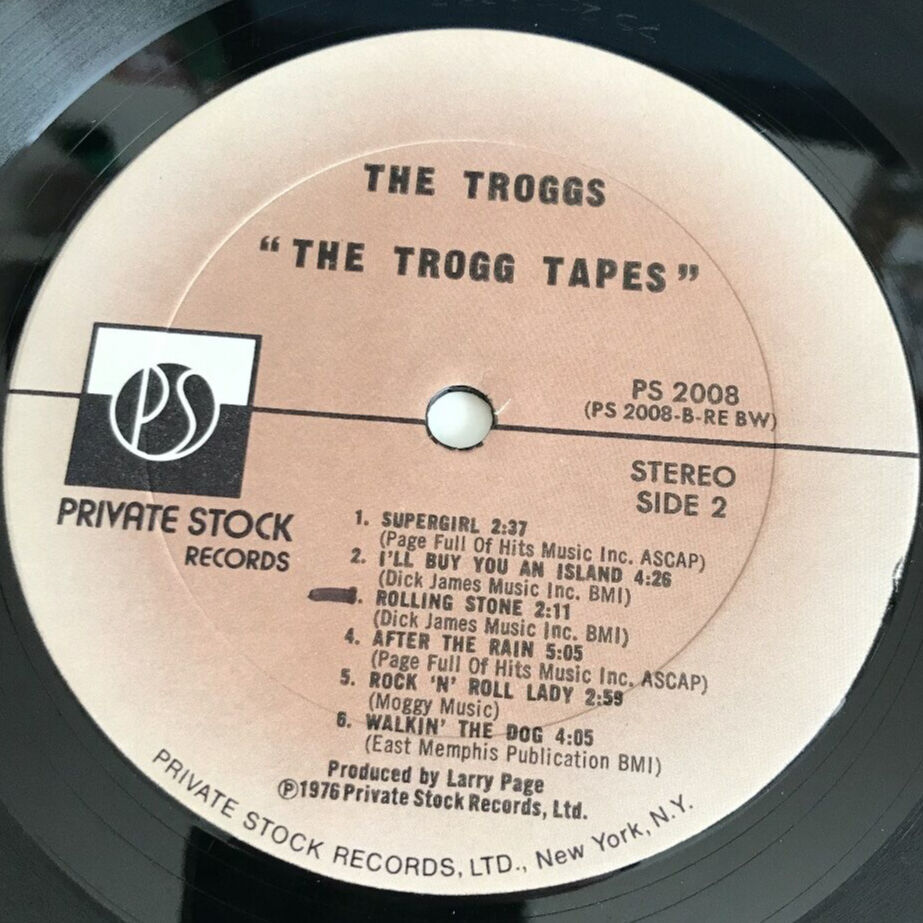 THE TROGGS
“THE TROGG TAPES”
PS
PRIVATE STOCK
RECORDS
PS 2008
(PS 2008-B-RE BW)
STEREO
SIDE 2
1. SUPERGIRL 2:37
(Page Full Of Hits Music Inc. ASCAP)
2. I'LL BUY YOU AN ISLAND 4:26
(Dick James Music Inc. BMI)
. ROLLING STONE 2:11
(Dick James Music Inc. BMI)
4. AFTER THE RAIN 5:05
(Page Full Of Hits Music Inc. ASCAP)
5. ROCK 'N' ROLL LADY 2:59
(Moggy Music)
6. WALKIN' THE DOG 4:05
(East Memphis Publication BMI)
Produced by Larry Page
℗1976 Private Stock Records, Ltd.
PRIVATE STOCK RECORDS, LTD., New York, N.Y.